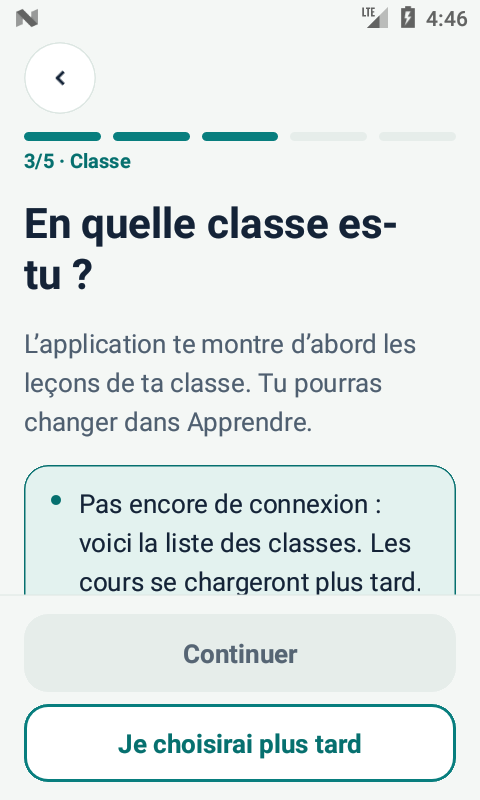 LTE 4:46
3/5 · Classe
En quelle classe es-
tu ?
L’application te montre d’abord les
leçons de ta classe. Tu pourras
changer dans Apprendre.
Pas encore de connexion :
voici la liste des classes. Les
cours se chargeront plus tard.
Continuer
Je choisirai plus tard